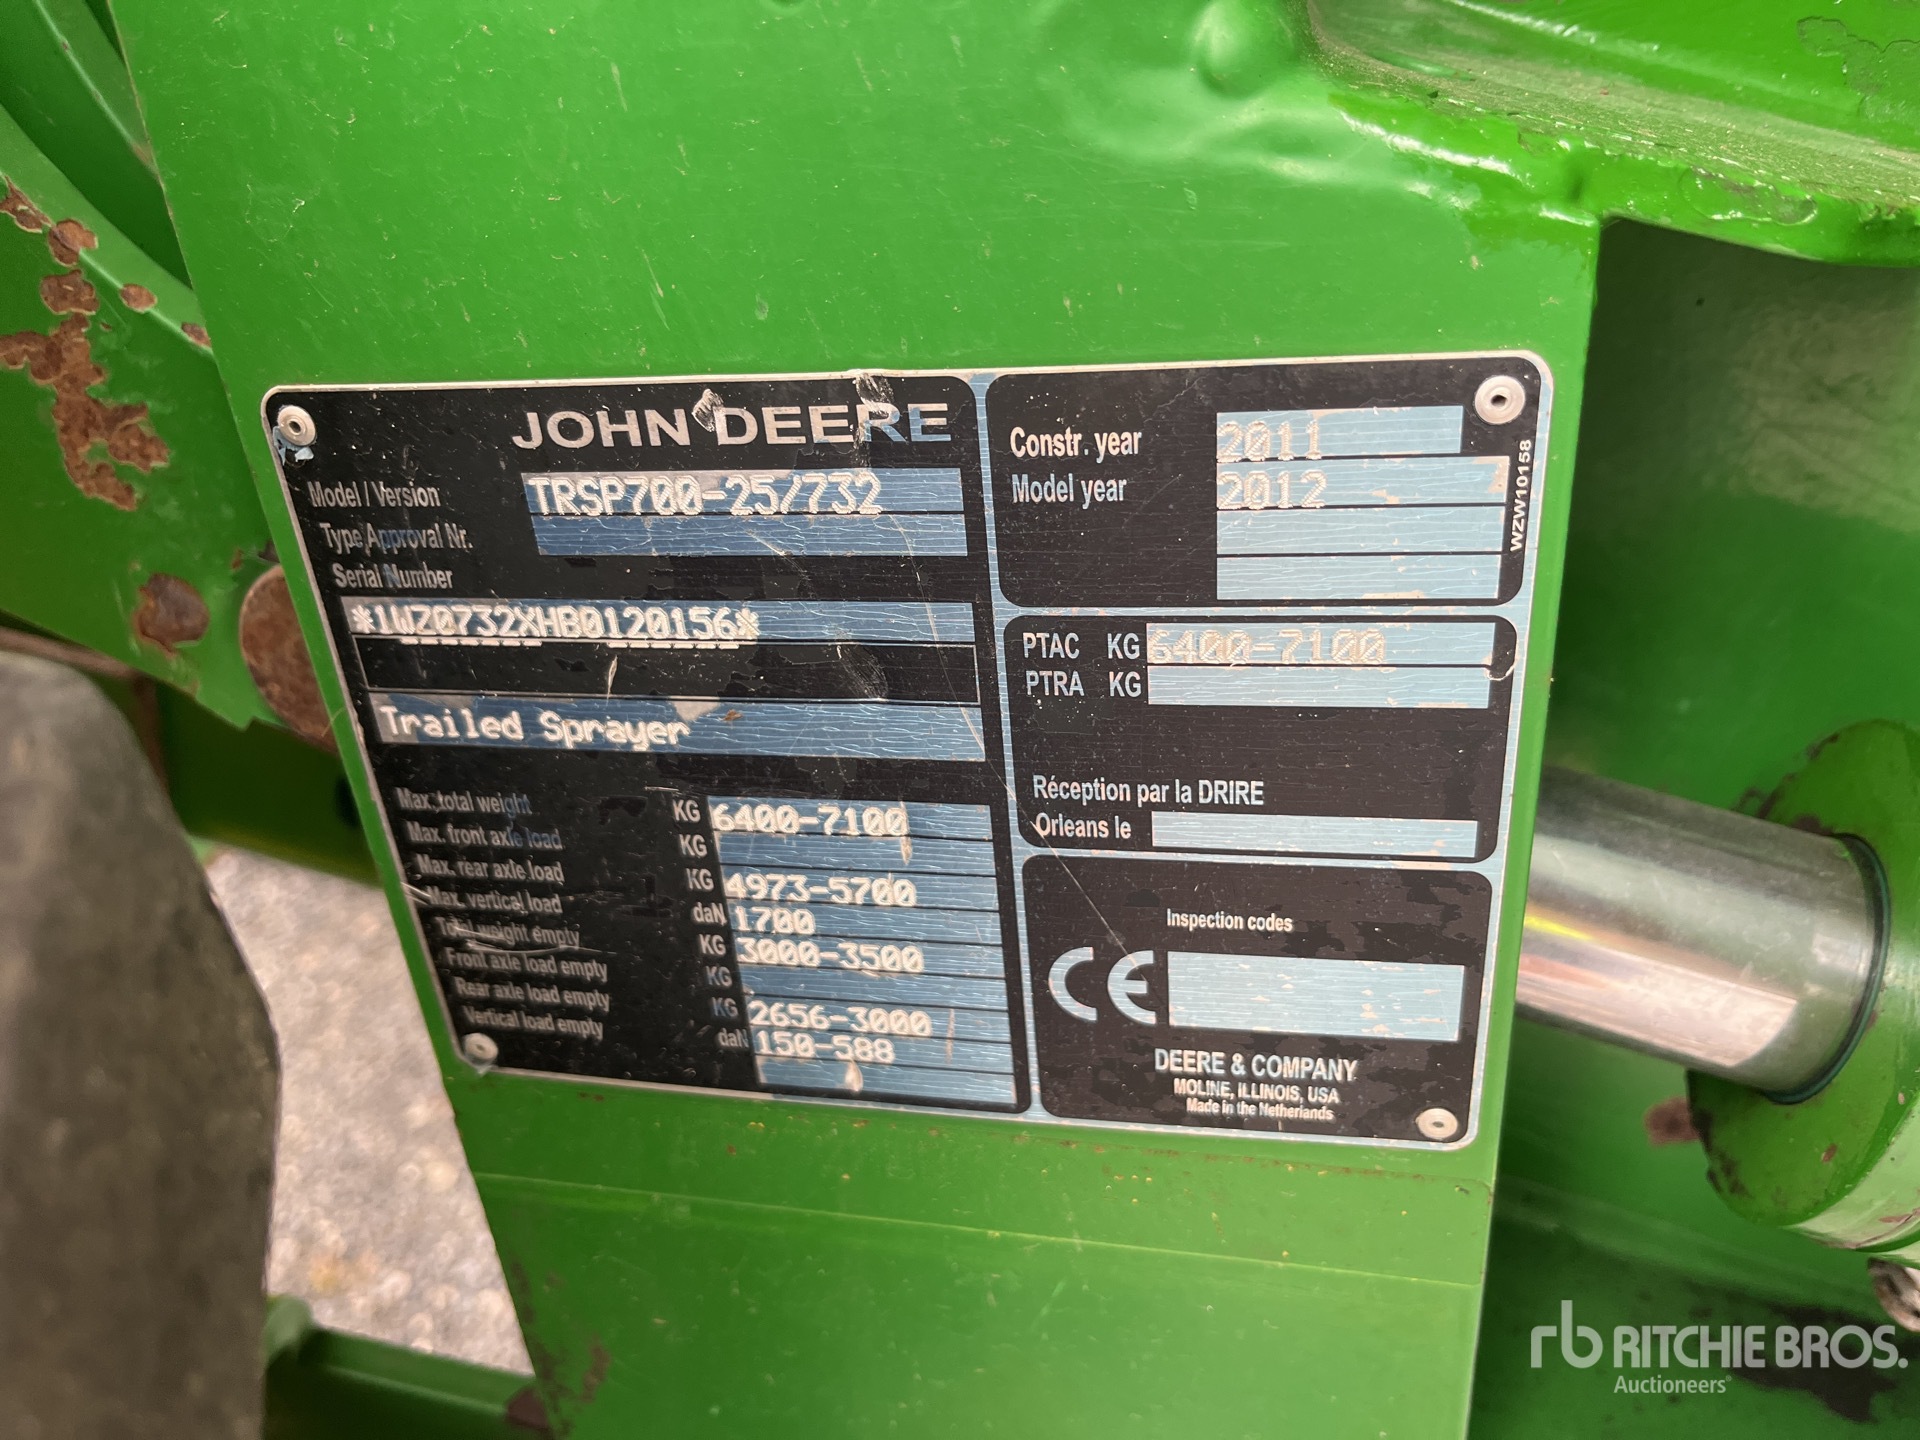 JOHN DEERE
Model / Version TRSP700-25/732
Type Approval Nr.
Serial Number
*1WZ0732XHB0120156*
Trailed Sprayer
Max. total weight KG 6400-7100
Max. front axle load KG
Max. rear axle load KG 4973-5700
Max. vertical load daN 1700
Total weight empty KG 3000-3500
Front axle load empty KG
Rear axle load empty KG 2656-3000
Vertical load empty daN 150-588
Constr. year 2011
Model year 2012
WZW10158
PTAC KG 6400-7100
PTRA KG
Réception par la DRIRE
Orleans le
Inspection codes
CE
DEERE & COMPANY
MOLINE, ILLINOIS, USA
Made in the Netherlands
rb RITCHIE BROS.
Auctioneers